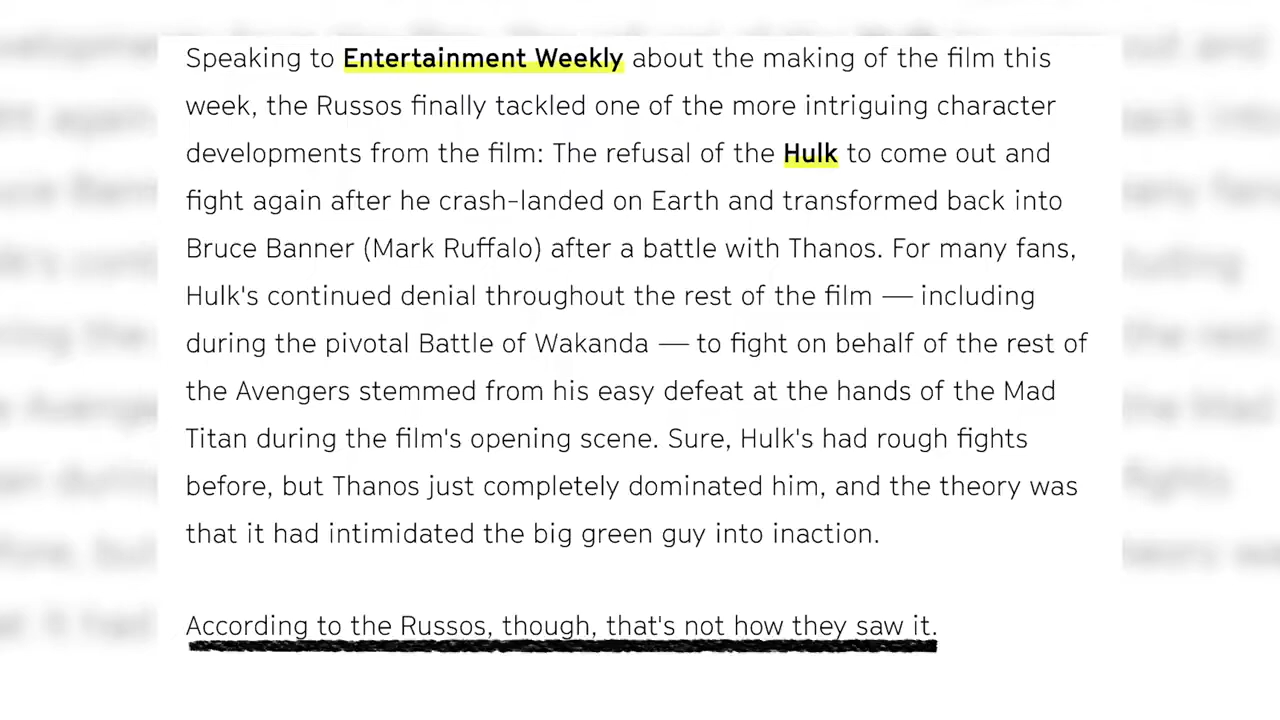 Speaking to Entertainment Weekly about the making of the film this
week, the Russos finally tackled one of the more intriguing character
developments from the film: The refusal of the Hulk to come out and
fight again after he crash-landed on Earth and transformed back into
Bruce Banner (Mark Ruffalo) after a battle with Thanos. For many fans,
Hulk's continued denial throughout the rest of the film — including
during the pivotal Battle of Wakanda — to fight on behalf of the rest of
the Avengers stemmed from his easy defeat at the hands of the Mad
Titan during the film's opening scene. Sure, Hulk's had rough fights
before, but Thanos just completely dominated him, and the theory was
that it had intimidated the big green guy into inaction.
According to the Russos, though, that's not how they saw it.